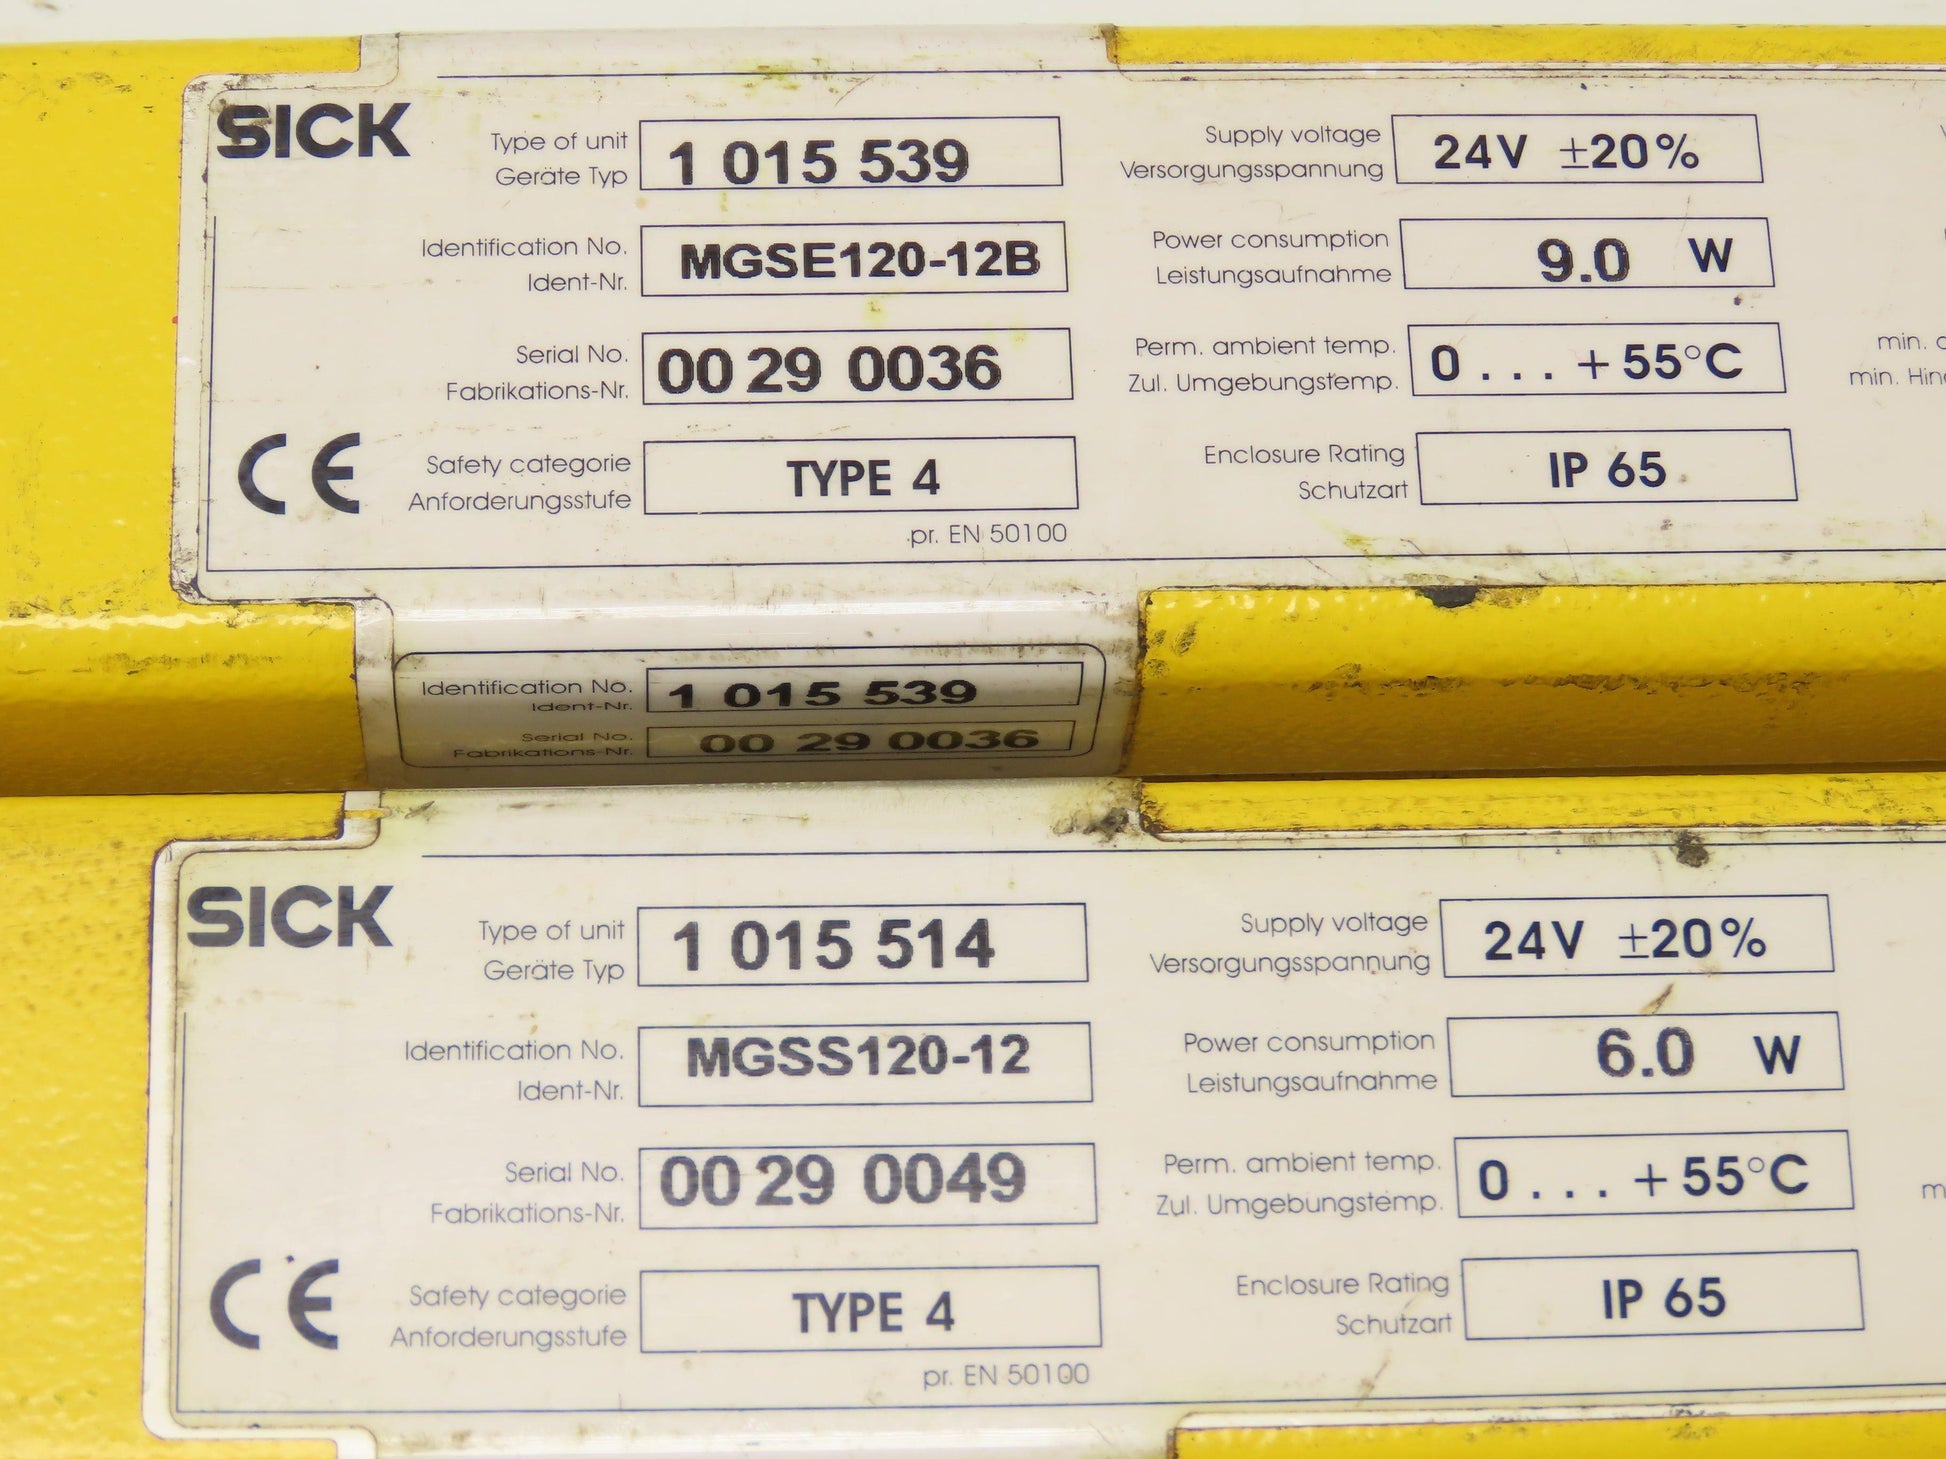 SICK
Type of unit
Geräte Typ
1 015 539
Supply voltage
Versorgungsspannung
24V ±20%
Identification No.
Ident-Nr.
MGSE120-12B
Power consumption
Leistungsaufnahme
9.0 W
Serial No.
Fabrikations-Nr.
00 29 0036
Perm. ambient temp.
Zul. Umgebungstemp.
0 . . . +55°C
min.
min.
CE
Safety categorie
Anforderungsstufe
TYPE 4
pr. EN 50100
Enclosure Rating
Schutzart
IP 65
Identification No.
Ident-Nr.
1 015 539
Serial No.
Fabrikations-Nr.
00 29 0036
SICK
Type of unit
Geräte Typ
1 015 514
Supply voltage
Versorgungsspannung
24V ±20%
Identification No.
Ident-Nr.
MGSS120-12
Power consumption
Leistungsaufnahme
6.0 W
Serial No.
Fabrikations-Nr.
00 29 0049
Perm. ambient temp.
Zul. Umgebungstemp.
0 . . . +55°C
CE
Safety categorie
Anforderungsstufe
TYPE 4
pr. EN 50100
Enclosure Rating
Schutzart
IP 65